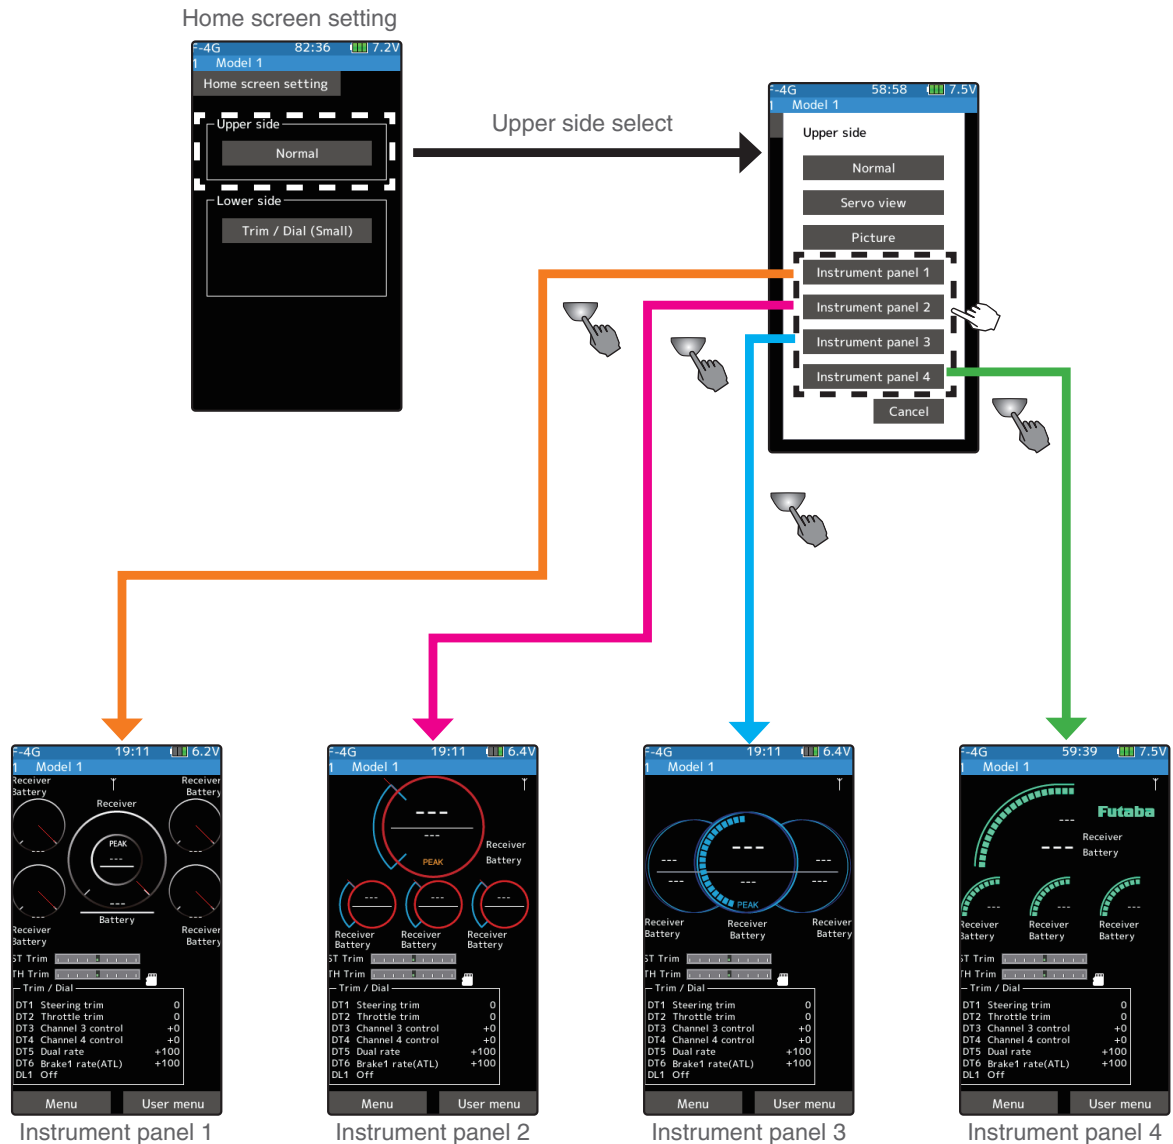 Home screen setting
F-4G 82:36 7.2V
1 Model 1
Home screen setting
Upper side
Normal
Lower side
Trim / Dial (Small)
Upper side select
F-4G 58:58 7.5V
1 Model 1
Upper side
Normal
Servo view
Picture
Instrument panel 1
Instrument panel 2
Instrument panel 3
Instrument panel 4
Cancel
F-4G 19:11 6.2V
1 Model 1
Receiver
Battery
Receiver
Battery
Receiver
PEAK
---
---
---
---
---
Battery
Receiver
Battery
Receiver
Battery
ST Trim
TH Trim
Trim / Dial
DT1 Steering trim 0
DT2 Throttle trim 0
DT3 Channel 3 control +0
DT4 Channel 4 control +0
DT5 Dual rate +100
DT6 Brake1 rate(ATL) +100
DL1 Off
Menu User menu
Instrument panel 1
F-4G 19:11 6.4V
1 Model 1
---
---
PEAK
Receiver
Battery
--- --- ---
Receiver Receiver Receiver
Battery Battery Battery
ST Trim
TH Trim
Trim / Dial
DT1 Steering trim 0
DT2 Throttle trim 0
DT3 Channel 3 control +0
DT4 Channel 4 control +0
DT5 Dual rate +100
DT6 Brake1 rate(ATL) +100
DL1 Off
Menu User menu
Instrument panel 2
F-4G 19:11 6.4V
1 Model 1
--- --- ---
--- --- ---
PEAK
Receiver Receiver Receiver
Battery Battery Battery
ST Trim
TH Trim
Trim / Dial
DT1 Steering trim 0
DT2 Throttle trim 0
DT3 Channel 3 control +0
DT4 Channel 4 control +0
DT5 Dual rate +100
DT6 Brake1 rate(ATL) +100
DL1 Off
Menu User menu
Instrument panel 3
F-4G 59:39 7.5V
1 Model 1
Futaba
---
Receiver
---
Battery
--- --- ---
Receiver Receiver Receiver
Battery Battery Battery
ST Trim
TH Trim
Trim / Dial
DT1 Steering trim 0
DT2 Throttle trim 0
DT3 Channel 3 control +0
DT4 Channel 4 control +0
DT5 Dual rate +100
DT6 Brake1 rate(ATL) +100
DL1 Off
Menu User menu
Instrument panel 4